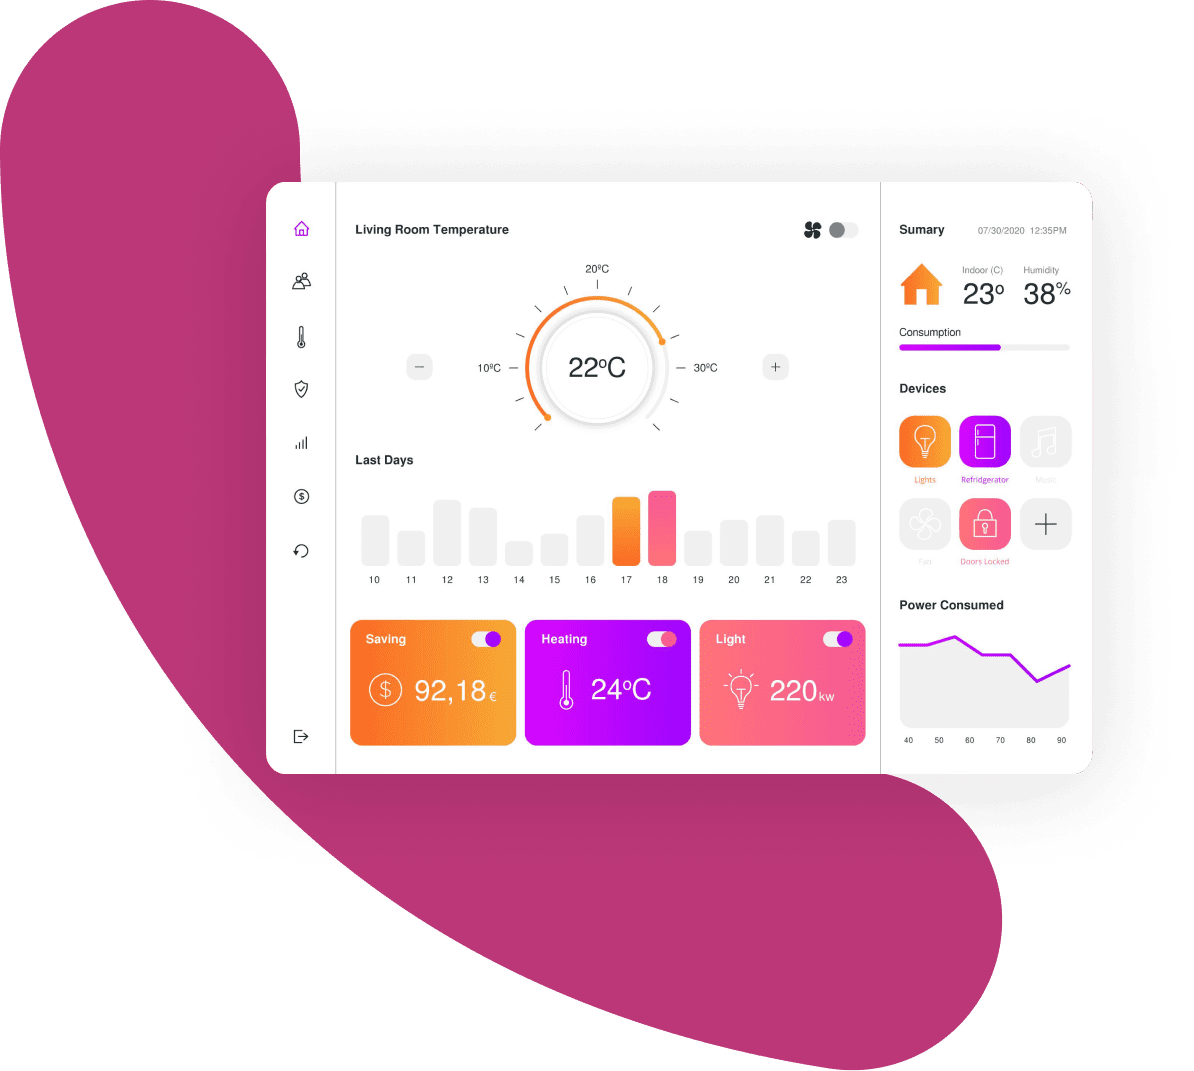 Living Room Temperature
20ºC
10ºC
22ºC
30ºC
Last Days
10 11 12 13 14 15 16 17 18 19 20 21 22 23
Saving
$ 92,18€
Heating
24ºC
Light
220kw
$
Sumary 07/30/2020 12:35PM
Indoor (C) Humidity
23º 38%
Consumption
Devices
Lights Refridgerator Music
Fan Doors Locked
Power Consumed
40 50 60 70 80 90